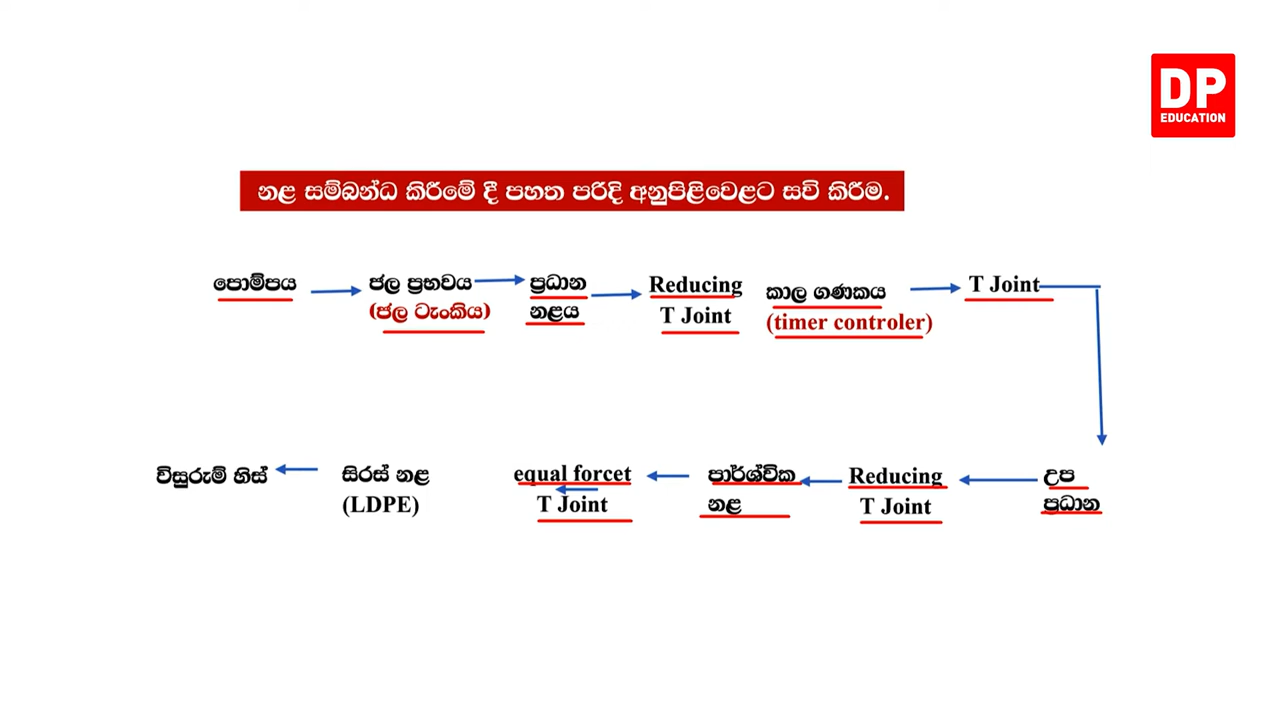 DP
EDUCATION
නළ සම්බන්ධ කිරීමේ දී පහත පරිදි අනුපිළිවෙළට සවි කිරීම.
පොම්පය
ජල ප්‍රභවය
(ජල ටැංකිය)
ප්‍රධාන
නළය
Reducing
T Joint
කාල ගණකය
(timer controler)
T Joint
උප
ප්‍රධාන
Reducing
T Joint
පාර්ශ්වික
නළ
equal forcet
T Joint
සිරස් නළ
(LDPE)
විසුරුම් හිස්